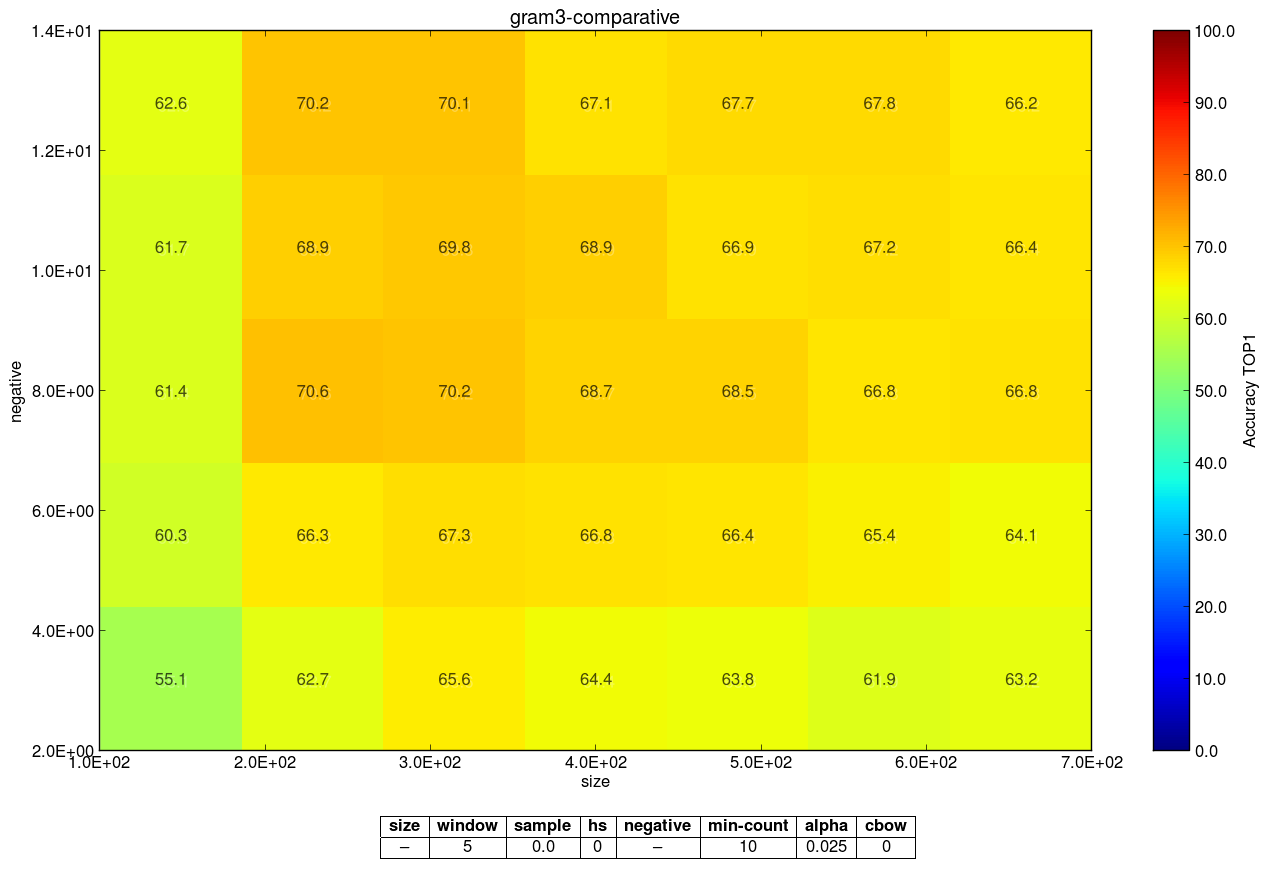 gram3-comparative
1.4E+01
1.2E+01
1.0E+01
8.0E+00
6.0E+00
4.0E+00
2.0E+00
negative
62.6 70.2 70.1 67.1 67.7 67.8 66.2
61.7 68.9 69.8 68.9 66.9 67.2 66.4
61.4 70.6 70.2 68.7 68.5 66.8 66.8
60.3 66.3 67.3 66.8 66.4 65.4 64.1
55.1 62.7 65.6 64.4 63.8 61.9 63.2
1.0E+02 2.0E+02 3.0E+02 4.0E+02 5.0E+02 6.0E+02 7.0E+02
size
100.0
90.0
80.0
70.0
60.0
50.0
40.0
30.0
20.0
10.0
0.0
Accuracy TOP1
size window sample hs negative min-count alpha cbow
– 5 0.0 0 – 10 0.025 0